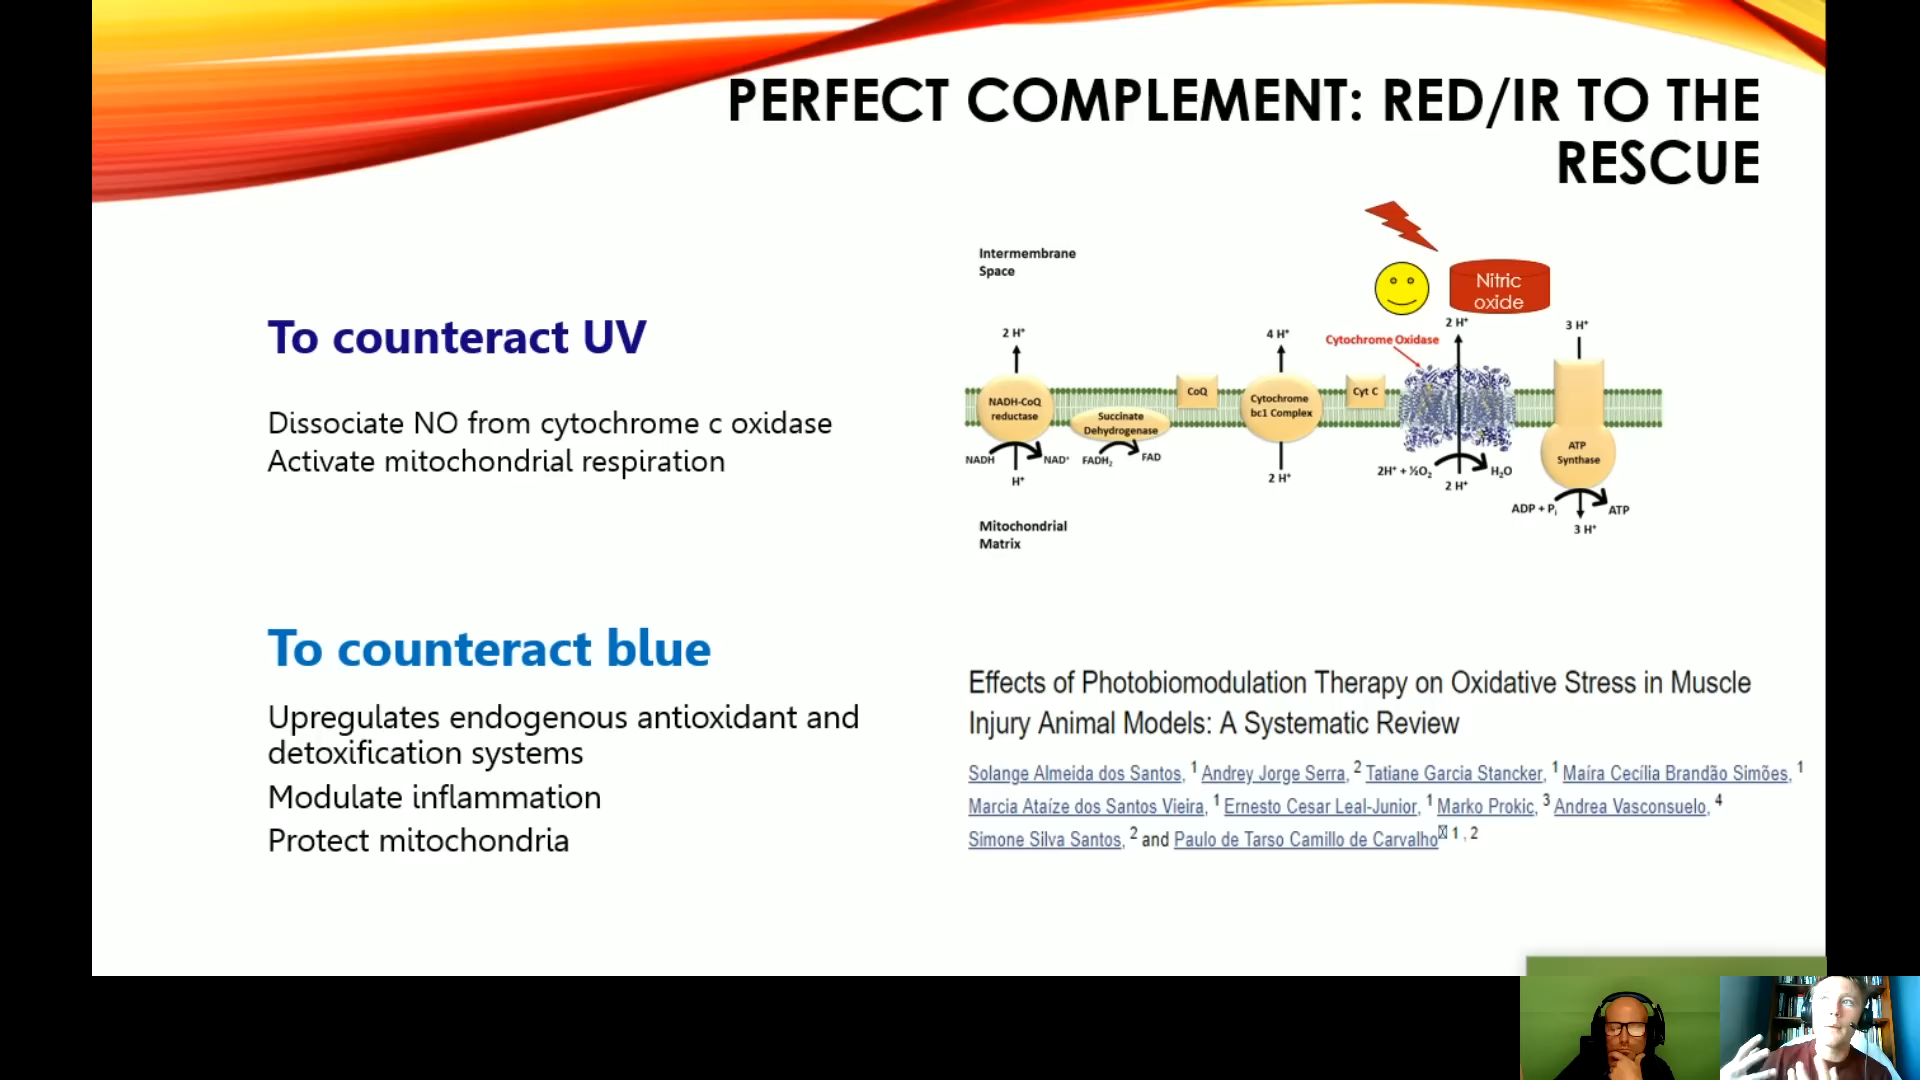 PERFECT COMPLEMENT: RED/IR TO THE
RESCUE
To counteract UV
Dissociate NO from cytochrome c oxidase
Activate mitochondrial respiration
Intermembrane
Space
Nitric
oxide
2 H⁺
4 H⁺
Cytochrome Oxidase
2 H⁺
3 H⁺
NADH-CoQ
reductase
Succinate
Dehydrogenase
CoQ
Cytochrome
bc1 Complex
Cyt C
ATP
Synthase
NADH
NAD⁺
H⁺
FADH₂
FAD
2 H⁺
2H⁺ + ½O₂
H₂O
2 H⁺
ADP + Pᵢ
ATP
3 H⁺
Mitochondrial
Matrix
To counteract blue
Upregulates endogenous antioxidant and
detoxification systems
Modulate inflammation
Protect mitochondria
Effects of Photobiomodulation Therapy on Oxidative Stress in Muscle
Injury Animal Models: A Systematic Review
Solange Almeida dos Santos, ¹ Andrey Jorge Serra, ² Tatiane Garcia Stancker, ¹ Maíra Cecília Brandão Simões, ¹
Marcia Ataíze dos Santos Vieira, ¹ Ernesto Cesar Leal-Junior, ¹ Marko Prokic, ³ Andrea Vasconsuelo, ⁴
Simone Silva Santos, ² and Paulo de Tarso Camillo de Carvalho ¹ , ²